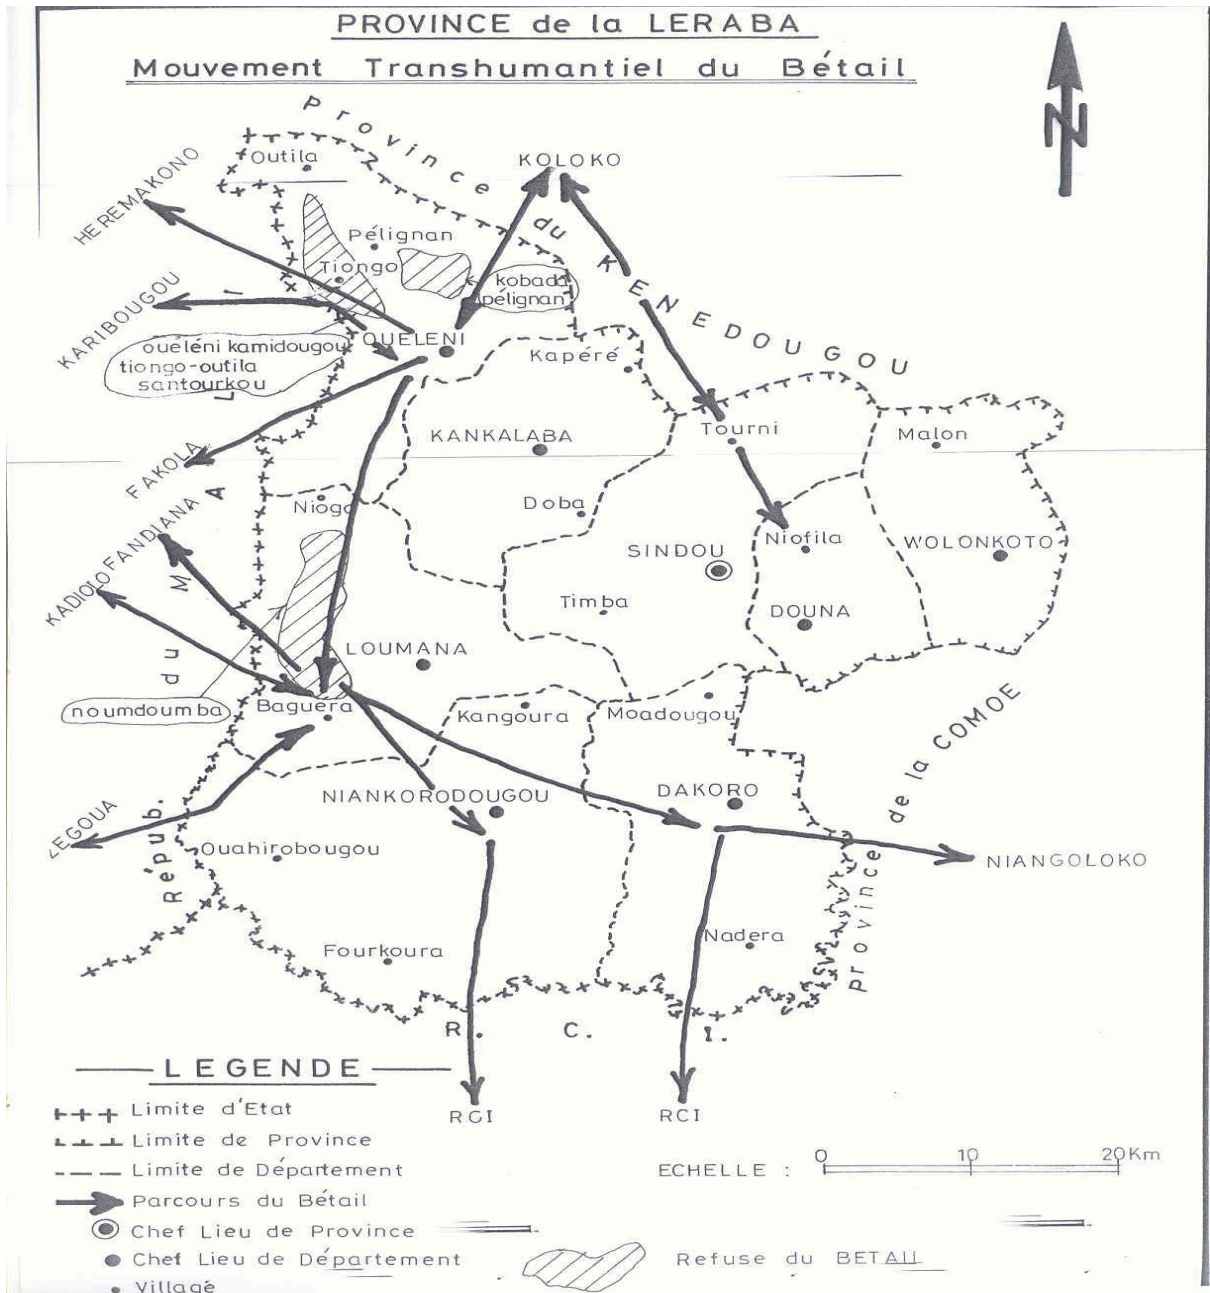 PROVINCE de la LERABA
Mouvement Transhumantiel du Bétail
Province du KENEDOUGOU
N
Outila
KOLOKO
HEREMAKONO
Pélignan
Tiongo
kobada
pélignan
KARIBOUGOU
OUELENI
ouéléni kamidougou
tiongo-outila
santourkou
Kapéré
FAKOLA
KANKALABA
Tourni
Malon
Niogo
Doba
FANDIANA
SINDOU
Niofila
WOLONKOTO
KADIOLO
Timba
DOUNA
LOUMANA
noumdoumba
Baguera
Kangoura
Moadougou
Province de la COMOE
NIANKORODOUGOU
DAKORO
ZEGOUA
Répub. du MALI
Ouahirobougou
NIANGOLOKO
Nadera
Fourkoura
R. C. I.
RCI
RCI
LEGENDE
Limite d'Etat
Limite de Province
Limite de Département
Parcours du Bétail
Chef Lieu de Province
Chef Lieu de Département
Village
ECHELLE :
0 10 20Km
Refuse du BETAIL